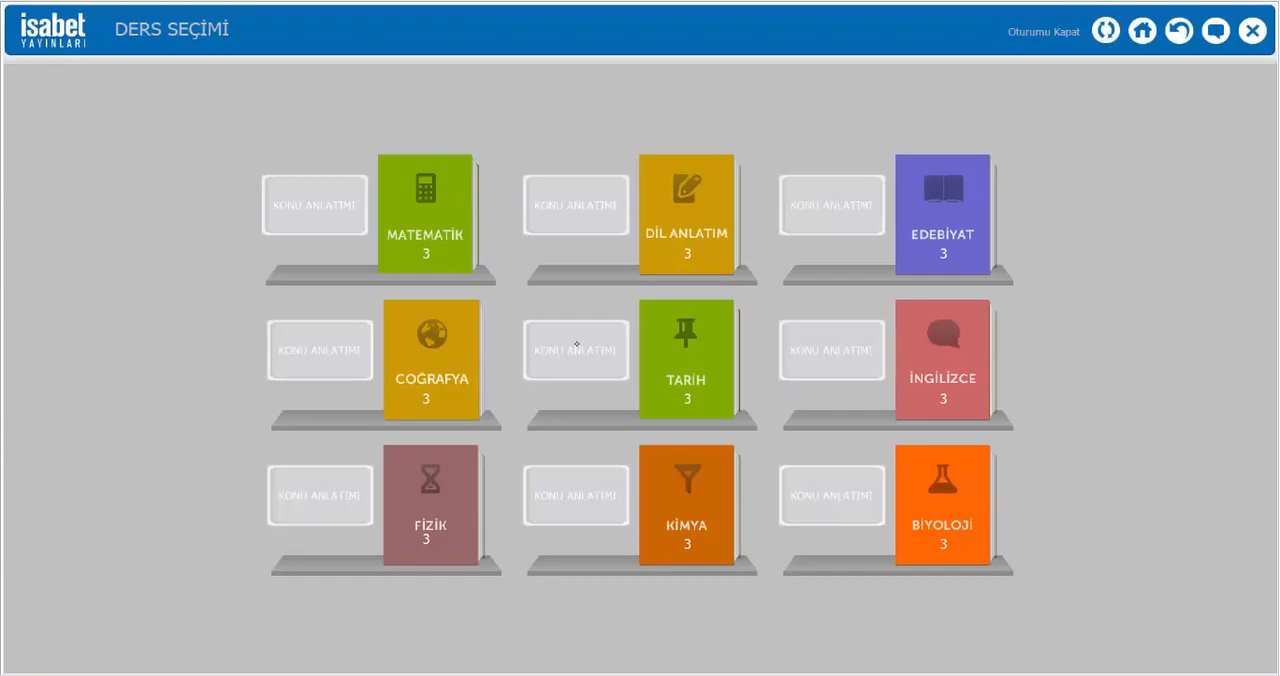 isabet
YAYINLARI
DERS SEÇİMİ
Oturumu Kapat
KONU ANLATIMI
MATEMATİK
3
KONU ANLATIMI
DİL ANLATIM
3
KONU ANLATIMI
EDEBİYAT
3
KONU ANLATIMI
COĞRAFYA
3
KONU ANLATIMI
TARİH
3
KONU ANLATIMI
İNGİLİZCE
3
KONU ANLATIMI
FİZİK
3
KONU ANLATIMI
KİMYA
3
KONU ANLATIMI
BİYOLOJİ
3